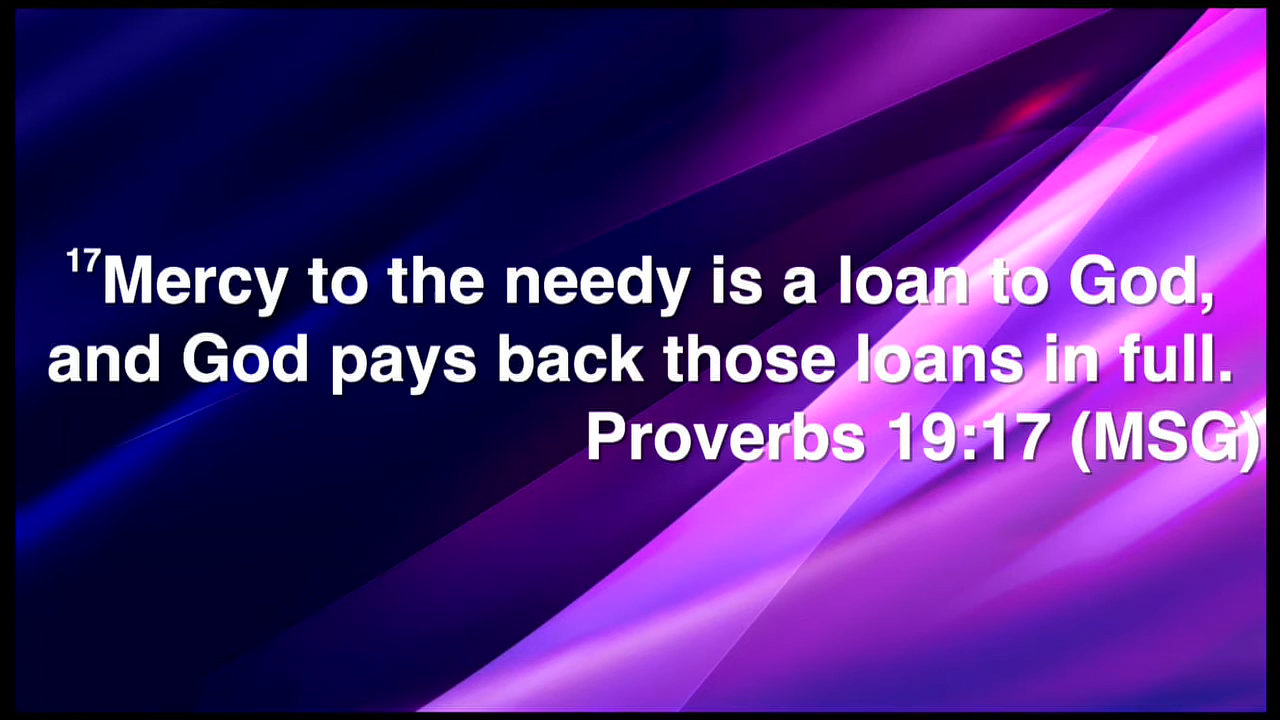 ¹⁷Mercy to the needy is a loan to God,
and God pays back those loans in full.
Proverbs 19:17 (MSG)